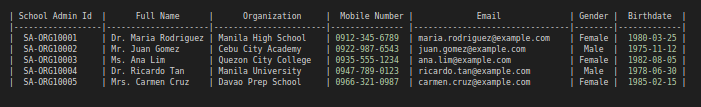 | School Admin Id | Full Name | Organization | Mobile Number | Email | Gender | Birthdate |
|-----------------|--------------------|----------------------|---------------|----------------------------|--------|------------|
| SA-ORG10001 | Dr. Maria Rodriguez | Manila High School | 0912-345-6789 | maria.rodriguez@example.com | Female | 1980-03-25 |
| SA-ORG10002 | Mr. Juan Gomez | Cebu City Academy | 0922-987-6543 | juan.gomez@example.com | Male | 1975-11-12 |
| SA-ORG10003 | Ms. Ana Lim | Quezon City College | 0935-555-1234 | ana.lim@example.com | Female | 1982-08-05 |
| SA-ORG10004 | Dr. Ricardo Tan | Manila University | 0947-789-0123 | ricardo.tan@example.com | Male | 1978-06-30 |
| SA-ORG10005 | Mrs. Carmen Cruz | Davao Prep School | 0966-321-0987 | carmen.cruz@example.com | Female | 1985-02-15 |